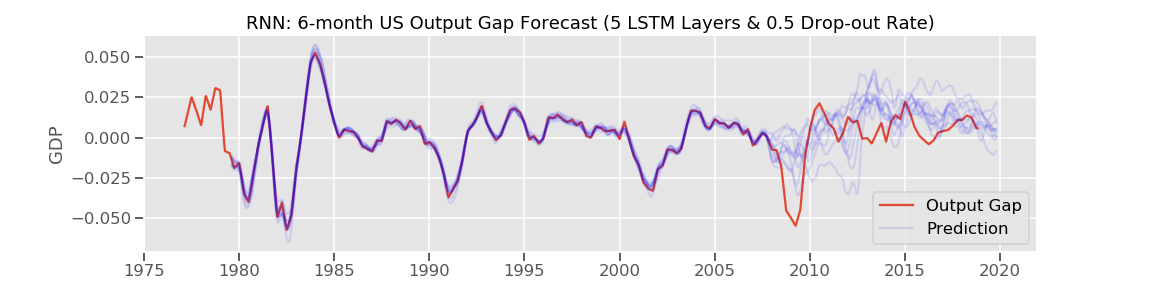 RNN: 6-month US Output Gap Forecast (5 LSTM Layers & 0.5 Drop-out Rate)
0.050
0.025
0.000
−0.025
−0.050
GDP
Output Gap
Prediction
1975 1980 1985 1990 1995 2000 2005 2010 2015 2020